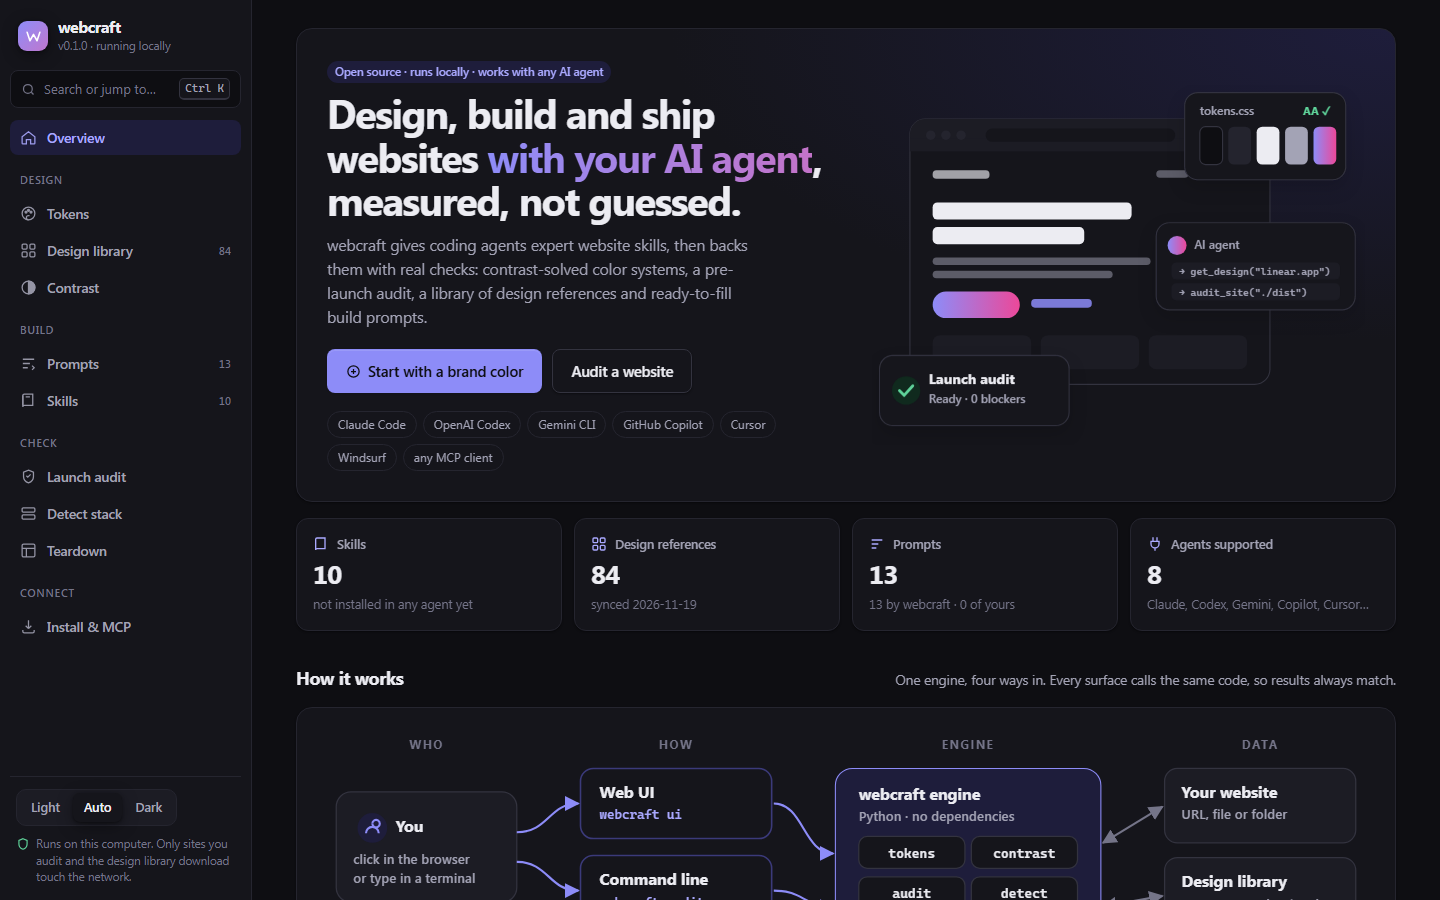 webcraft
v0.1.0 · running locally
Search or jump to...
Ctrl K
Overview
DESIGN
Tokens
Design library 84
Contrast
BUILD
Prompts 13
Skills 10
CHECK
Launch audit
Detect stack
Teardown
CONNECT
Install & MCP
Light Auto Dark
Runs on this computer. Only sites you
audit and the design library download
touch the network.
Open source · runs locally · works with any AI agent
Design, build and ship
websites with your AI agent,
measured, not guessed.
webcraft gives coding agents expert website skills, then backs
them with real checks: contrast-solved color systems, a pre-
launch audit, a library of design references and ready-to-fill
build prompts.
Start with a brand color
Audit a website
Claude Code OpenAI Codex Gemini CLI GitHub Copilot Cursor
Windsurf any MCP client
tokens.css AA ✓
AI agent
→ get_design("linear.app")
→ audit_site("./dist")
Launch audit
Ready · 0 blockers
Skills
10
not installed in any agent yet
Design references
84
synced 2026-11-19
Prompts
13
13 by webcraft · 0 of yours
Agents supported
8
Claude, Codex, Gemini, Copilot, Cursor...
How it works
One engine, four ways in. Every surface calls the same code, so results always match.
WHO HOW ENGINE DATA
You
click in the browser
or type in a terminal
Web UI
webcraft ui
Command line
webcraft engine
Python · no dependencies
tokens contrast
audit detect
Your website
URL, file or folder
Design library